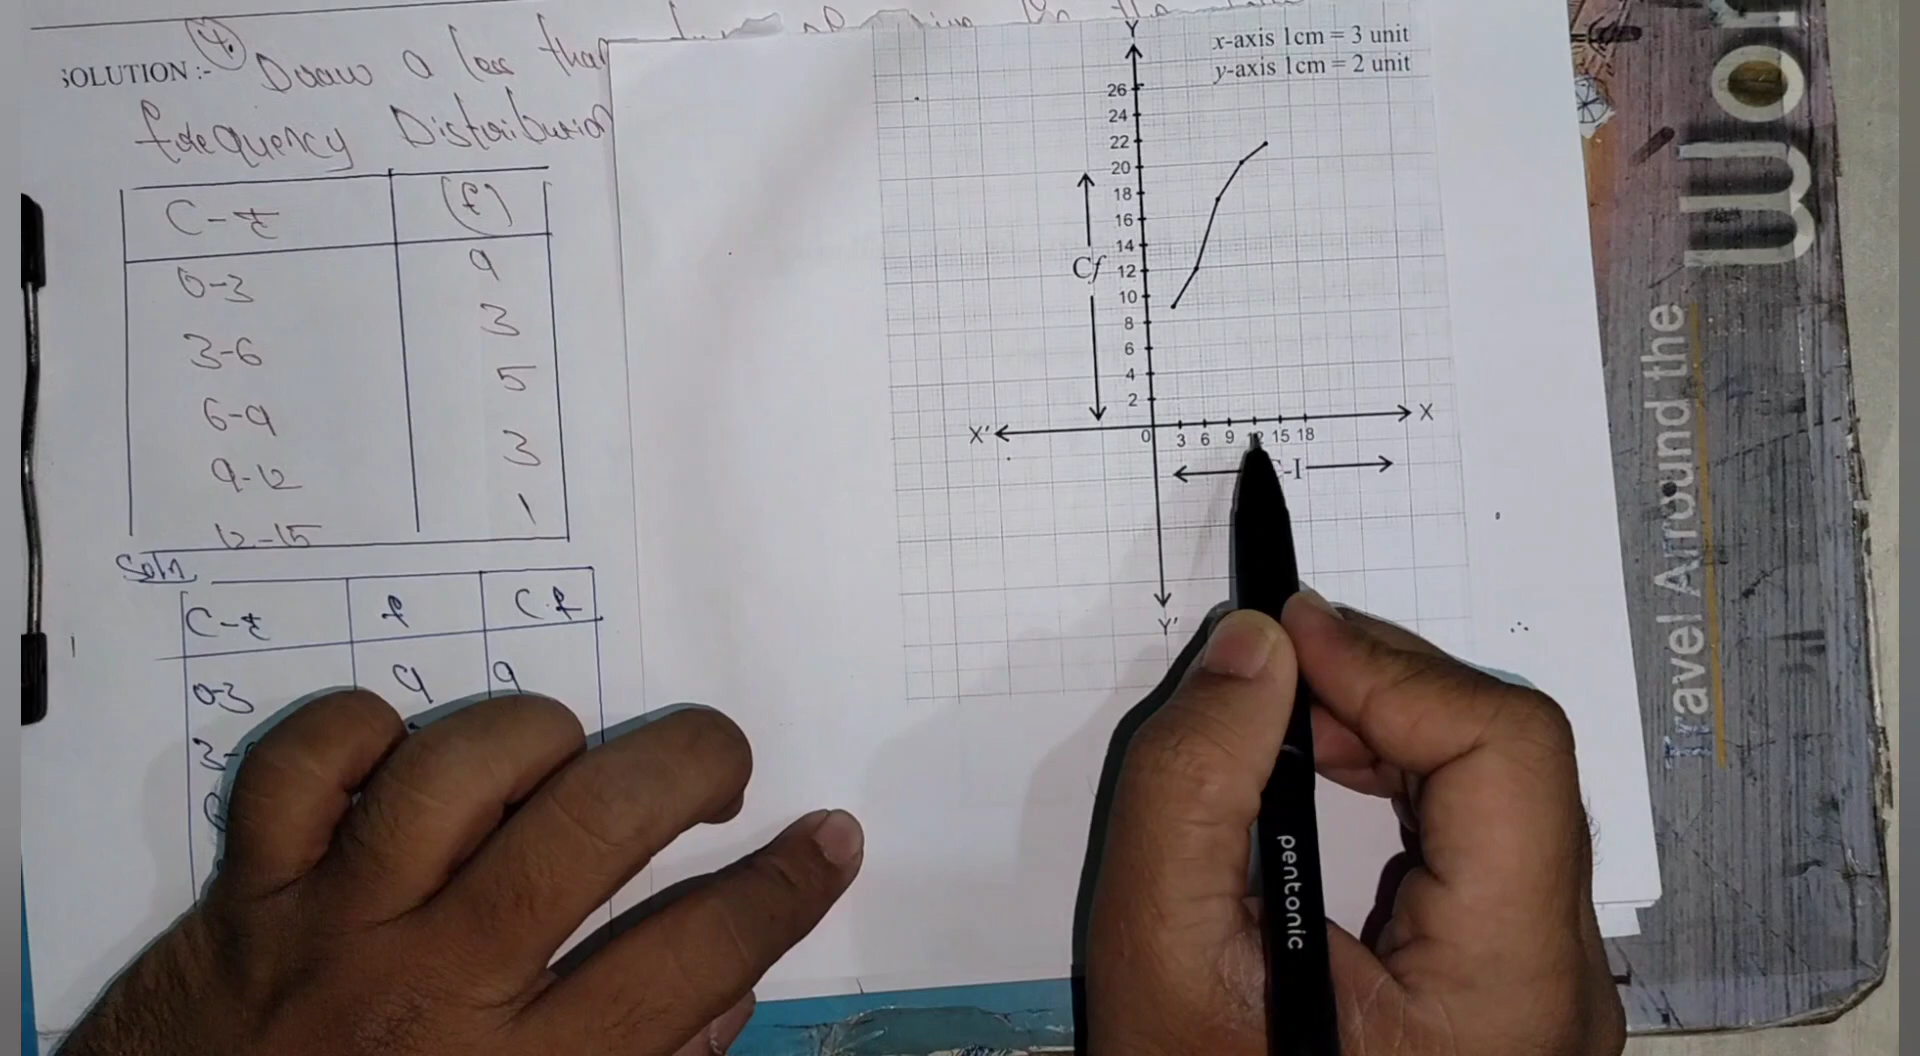 SOLUTION :-
4. Draw a less than
frequency Distribution
C-I (f)
0-3 9
3-6 3
6-9 5
9-12 3
12-15 1
Soln
C-I f C.f
0-3 9 9
x-axis 1cm = 3 unit
y-axis 1cm = 2 unit
Y
26
24
22
20
18
16
14
Cf 12
10
8
6
4
2
X' X
0 3 6 9 12 15 18
Y'
pentonic
Travel Arround the
Wor